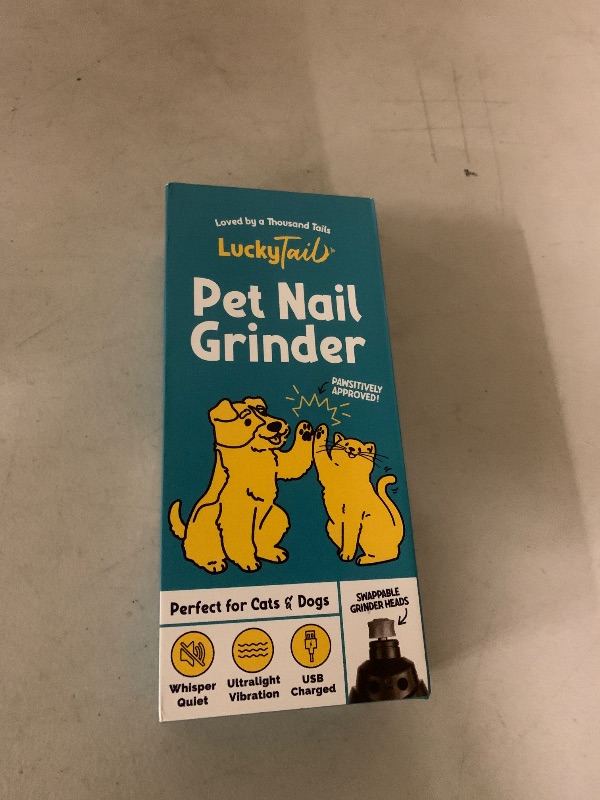 Loved by a Thousand Tails
LuckyTail
Pet Nail
Grinder
PAWSITIVELY
APPROVED!
Perfect for Cats & Dogs
SWAPPABLE
GRINDER HEADS
Whisper
Quiet
Ultralight
Vibration
USB
Charged